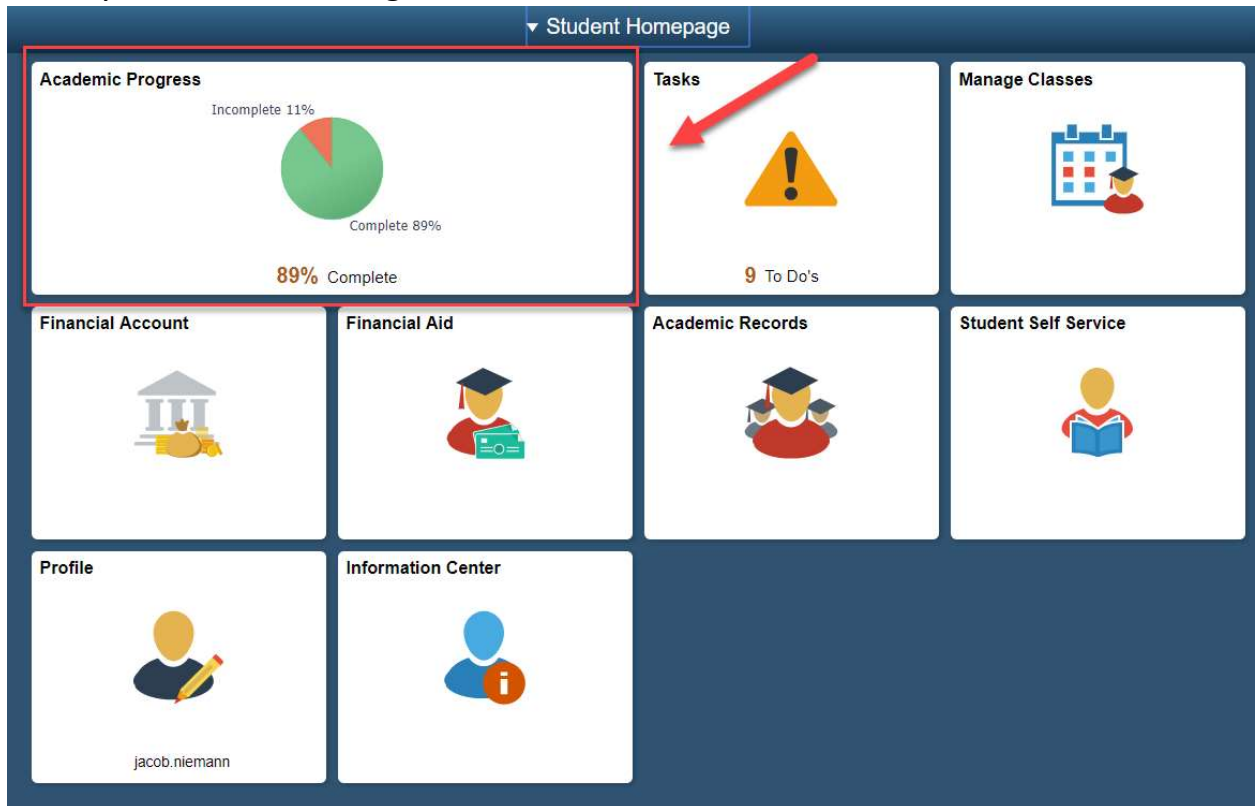 Student Homepage
Academic Progress
Incomplete 11%
Complete 89%
89% Complete
Tasks
9 To Do's
Manage Classes
Financial Account
Financial Aid
Academic Records
Student Self Service
Profile
jacob.niemann
Information Center
i